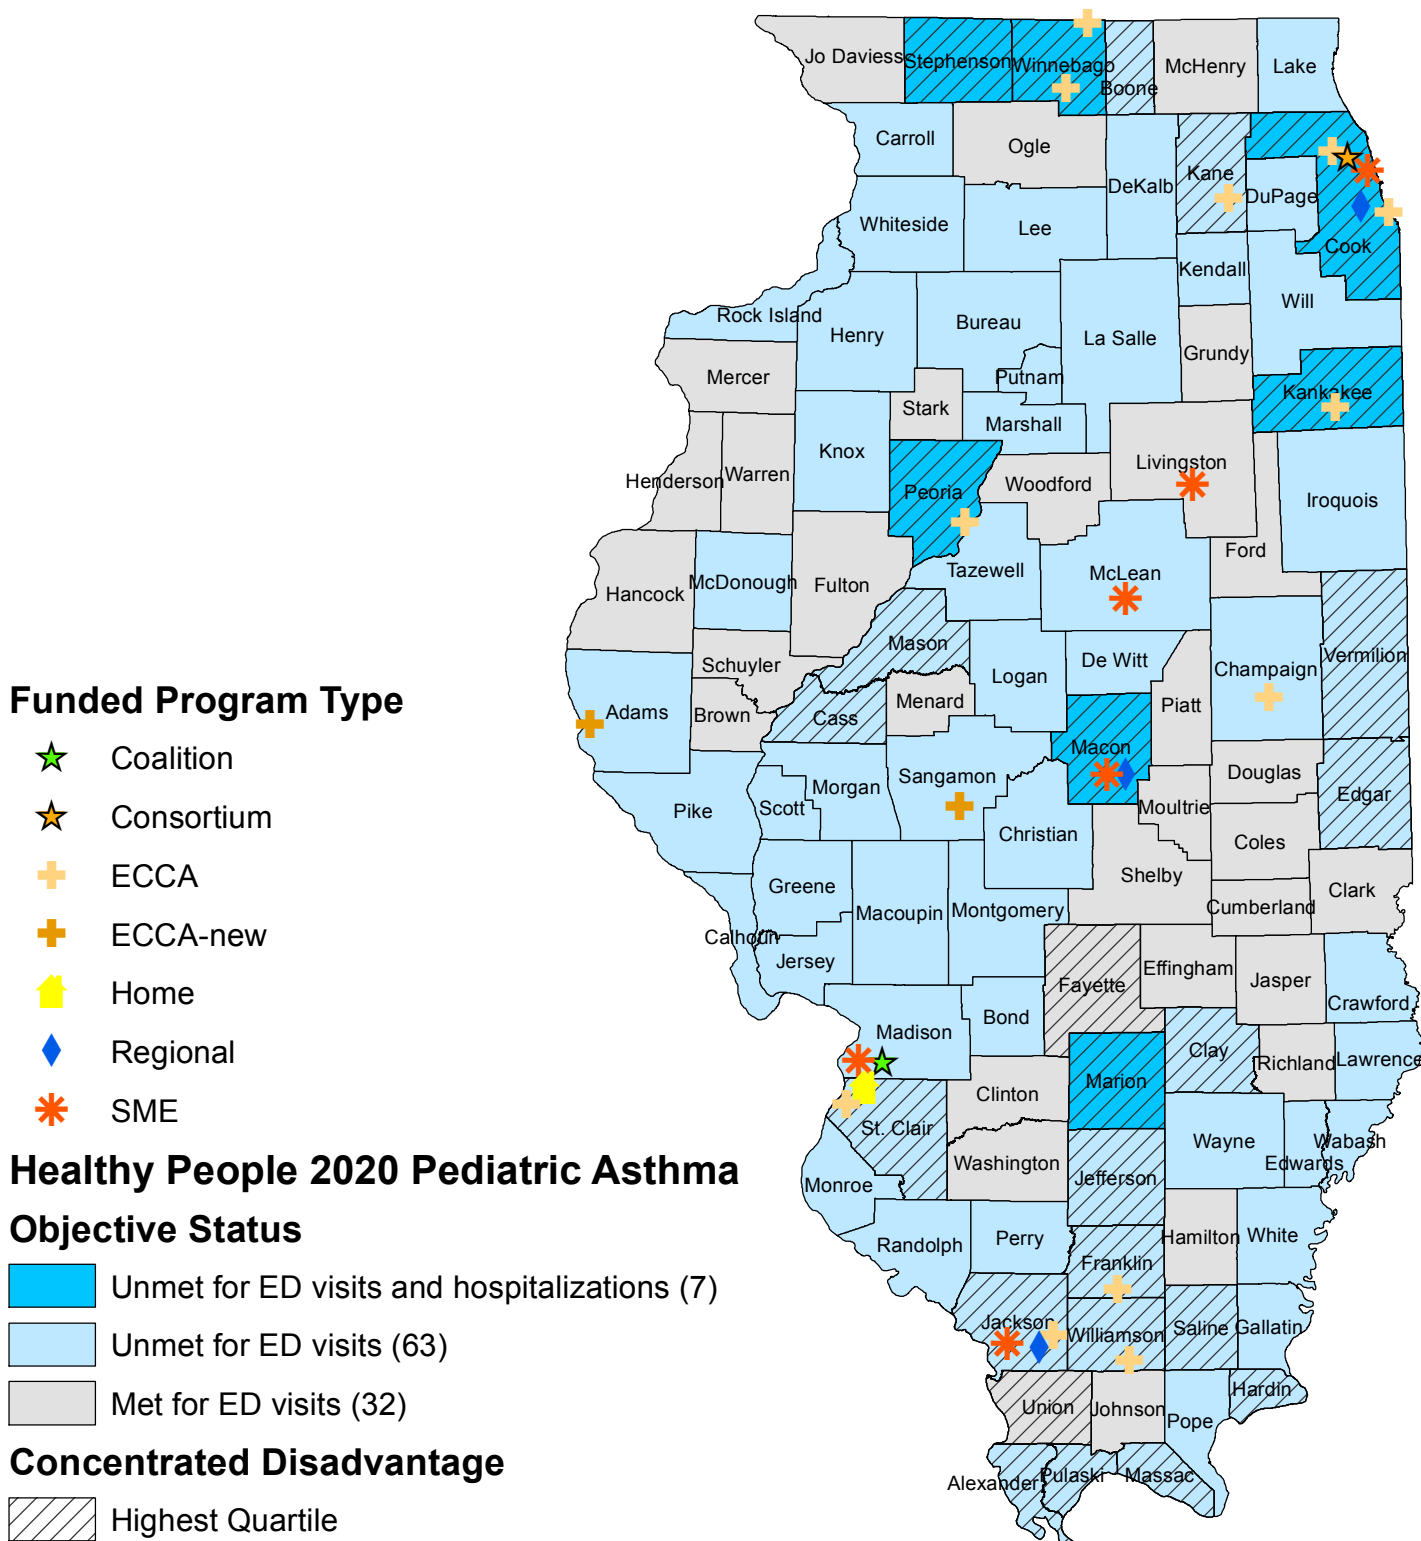 Jo Daviess
Stephenson
Winnebago
Boone
McHenry
Lake
Carroll
Ogle
DeKalb
Kane
DuPage
Cook
Whiteside
Lee
Kendall
Will
Rock Island
Henry
Bureau
La Salle
Grundy
Putnam
Mercer
Kankakee
Stark
Marshall
Knox
Henderson
Warren
Peoria
Woodford
Livingston
Iroquois
Ford
McDonough
Fulton
Tazewell
McLean
Hancock
Mason
Vermilion
Schuyler
Logan
De Witt
Champaign
Funded Program Type
Adams
Brown
Cass
Menard
Piatt
Coalition
Macon
Sangamon
Douglas
Morgan
Scott
Pike
Moultrie
Edgar
Consortium
Christian
Coles
ECCA
Greene
Shelby
Clark
Macoupin
Montgomery
Cumberland
ECCA-new
Calhoun
Jersey
Effingham
Jasper
Fayette
Home
Crawford
Bond
Madison
Regional
Clay
Richland
Lawrence
Marion
Clinton
SME
St. Clair
Wayne
Wabash
Edwards
Washington
Healthy People 2020 Pediatric Asthma
Jefferson
Monroe
Objective Status
Randolph
Perry
Hamilton
White
Franklin
Unmet for ED visits and hospitalizations (7)
Jackson
Williamson
Saline
Gallatin
Unmet for ED visits (63)
Hardin
Met for ED visits (32)
Union
Johnson
Pope
Concentrated Disadvantage
Alexander
Pulaski
Massac
Highest Quartile